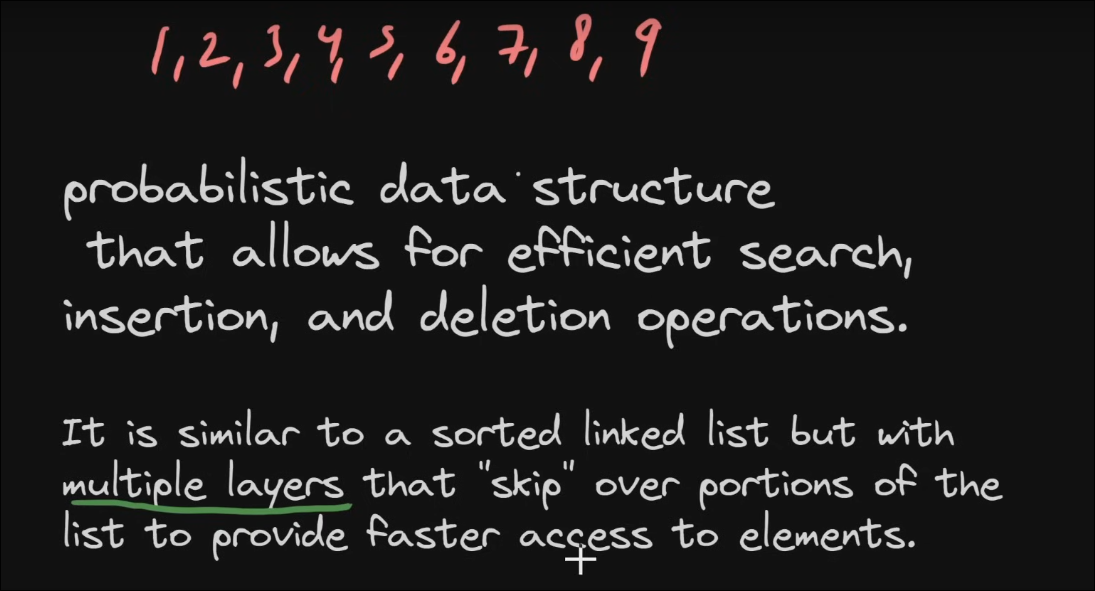 1, 2, 3, 4, 5, 6, 7, 8, 9
probabilistic data structure
that allows for efficient search,
insertion, and deletion operations.
It is similar to a sorted linked list but with
multiple layers that "skip" over portions of the
list to provide faster access to elements.